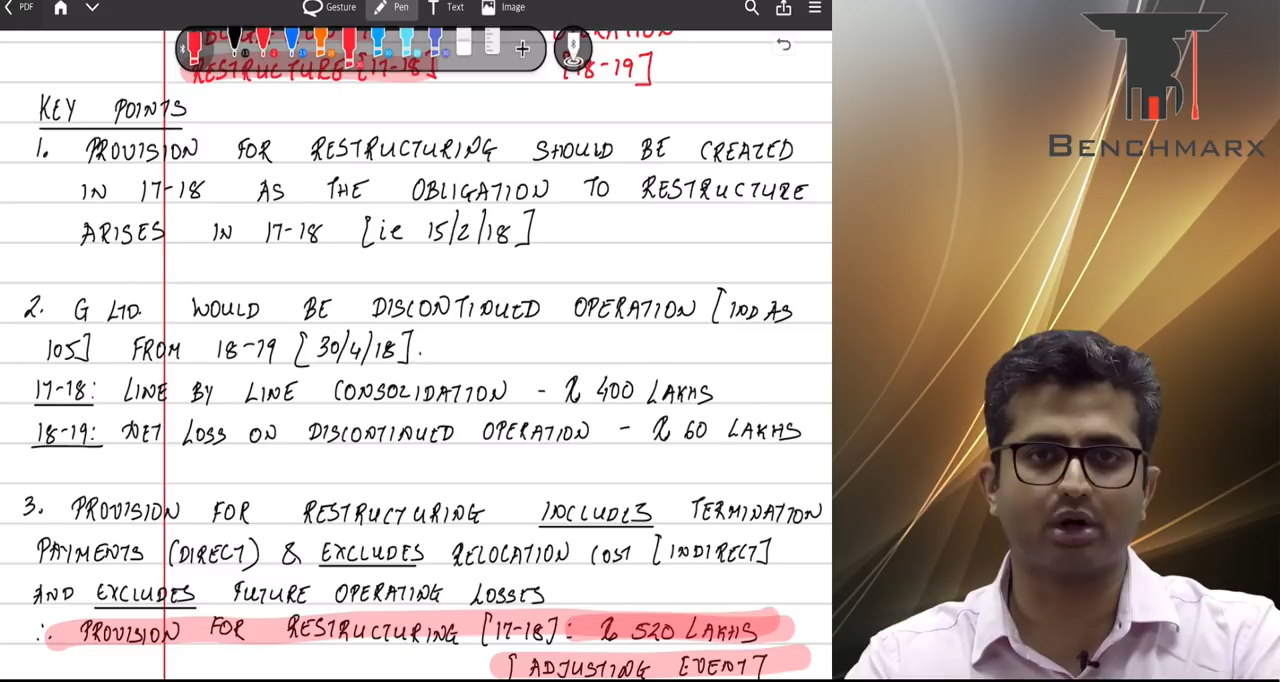 PDF
Gesture
Pen
Text
Image
RESTRUCTURE [17-18]
[18-19]
KEY POINTS
1. PROVISION FOR RESTRUCTURING SHOULD BE CREATED
IN 17-18 AS THE OBLIGATION TO RESTRUCTURE
ARISES IN 17-18 [ie 15/2/18]
2. G LTD. WOULD BE DISCONTINUED OPERATION [IND AS
105] FROM 18-19 [30/4/18].
17-18: LINE BY LINE CONSOLIDATION - ₹ 400 LAKHS
18-19: NET LOSS ON DISCONTINUED OPERATION - ₹ 60 LAKHS
3. PROVISION FOR RESTRUCTURING INCLUDES TERMINATION
PAYMENTS (DIRECT) & EXCLUDES RELOCATION COST [INDIRECT]
AND EXCLUDES FUTURE OPERATING LOSSES
∴ PROVISION FOR RESTRUCTURING [17-18]: ₹ 520 LAKHS
[ADJUSTING EVENT]
BENCHMARX